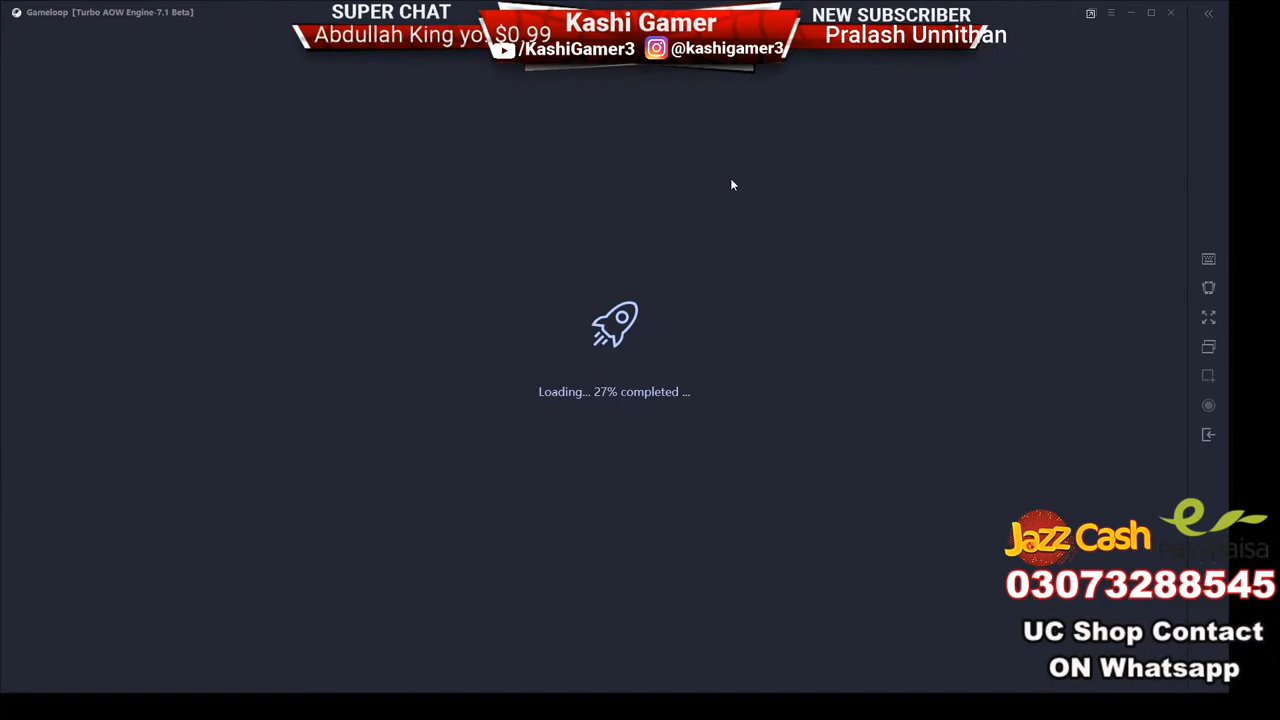 Gameloop [Turbo AOW Engine-7.1 Beta]
SUPER CHAT
Abdullah King yo. $0.99
Kashi Gamer
/KashiGamer3 @kashigamer3
NEW SUBSCRIBER
Pralash Unnithan
Loading... 27% completed ...
Jazz Cash
03073288545
UC Shop Contact
ON Whatsapp